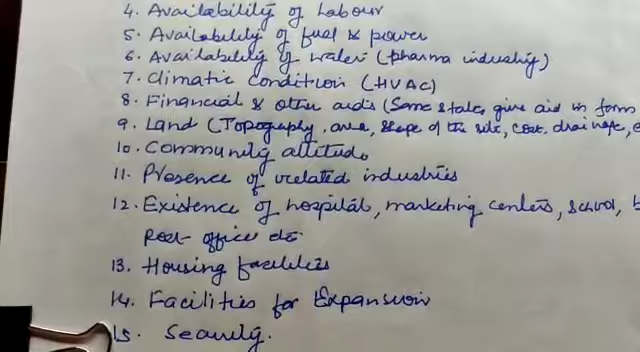 4. Availability of Labour
5. Availability of fuel & power
6. Availability of water (pharma industry)
7. Climatic condition (HVAC)
8. Financial & other aids (Some states give aid in form
9. Land (Topography, area, shape of the site, cost, drainage,
10. Community attitude
11. Presence of related industries
12. Existence of hospital, marketing centers, school,
Post office etc
13. Housing facilities
14. Facilities for Expansion
15. Security.